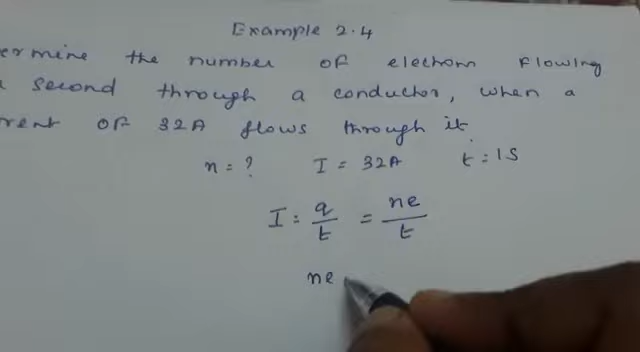 Example 2.4
ermine the number of electron flowing
second through a conductor, when a
rent of 32A flows through it.
n = ? I = 32A t = 1S
I = q/t = ne/t
ne